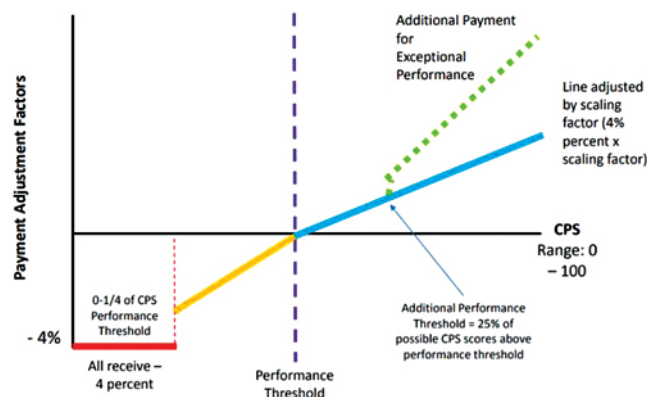 Additional Payment
for
Exceptional
Performance
Line adjusted
by scaling
factor (4%
percent x
scaling factor)
Payment Adjustment Factors
CPS
Range: 0
– 100
0-1/4 of CPS
Performance
Threshold
- 4%
All receive –
4 percent
Additional Performance
Threshold = 25% of
possible CPS scores above
performance threshold
Performance
Threshold